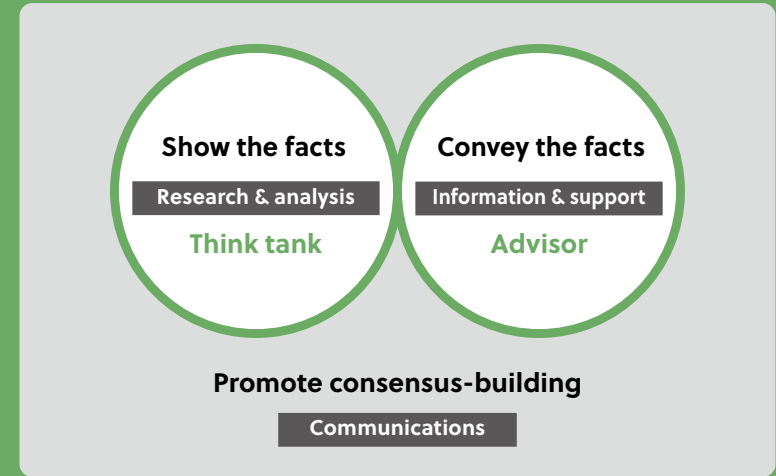 Show the facts
Research & analysis
Think tank
Convey the facts
Information & support
Advisor
Promote consensus-building
Communications